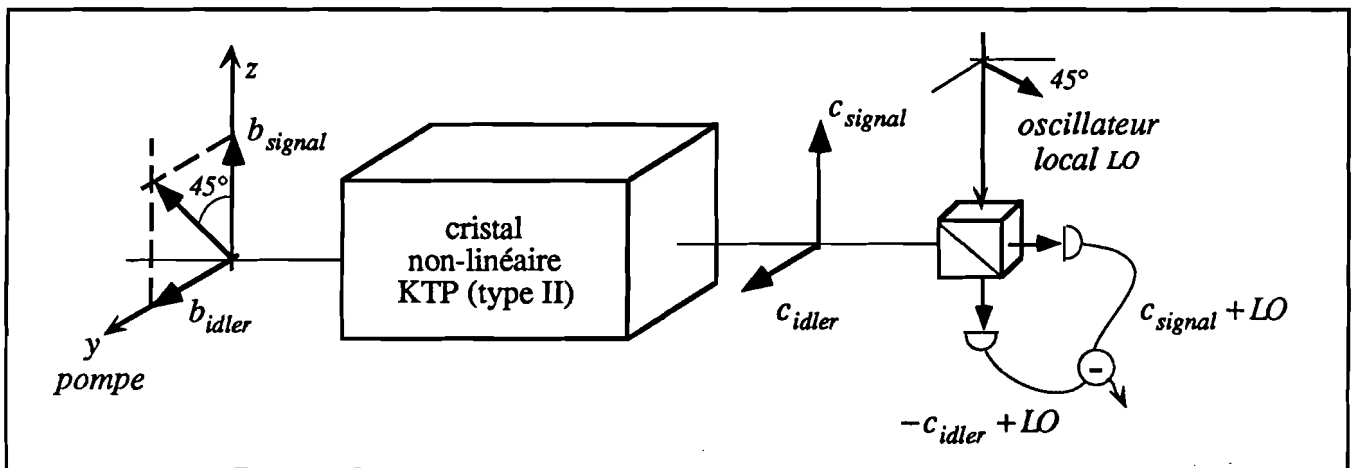 z
b signal
45°
b idler
y
pompe
cristal
non-linéaire
KTP (type II)
c signal
c idler
45°
oscillateur
local LO
c signal + LO
-
−c idler + LO